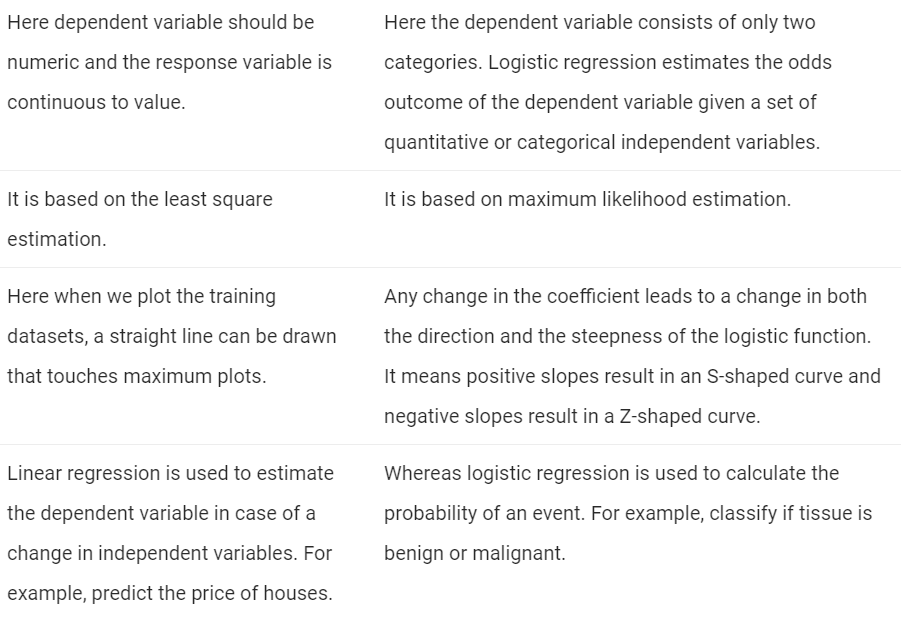 Here dependent variable should be
numeric and the response variable is
continuous to value.
Here the dependent variable consists of only two
categories. Logistic regression estimates the odds
outcome of the dependent variable given a set of
quantitative or categorical independent variables.
It is based on the least square
estimation.
It is based on maximum likelihood estimation.
Here when we plot the training
datasets, a straight line can be drawn
that touches maximum plots.
Any change in the coefficient leads to a change in both
the direction and the steepness of the logistic function.
It means positive slopes result in an S-shaped curve and
negative slopes result in a Z-shaped curve.
Linear regression is used to estimate
the dependent variable in case of a
change in independent variables. For
example, predict the price of houses.
Whereas logistic regression is used to calculate the
probability of an event. For example, classify if tissue is
benign or malignant.